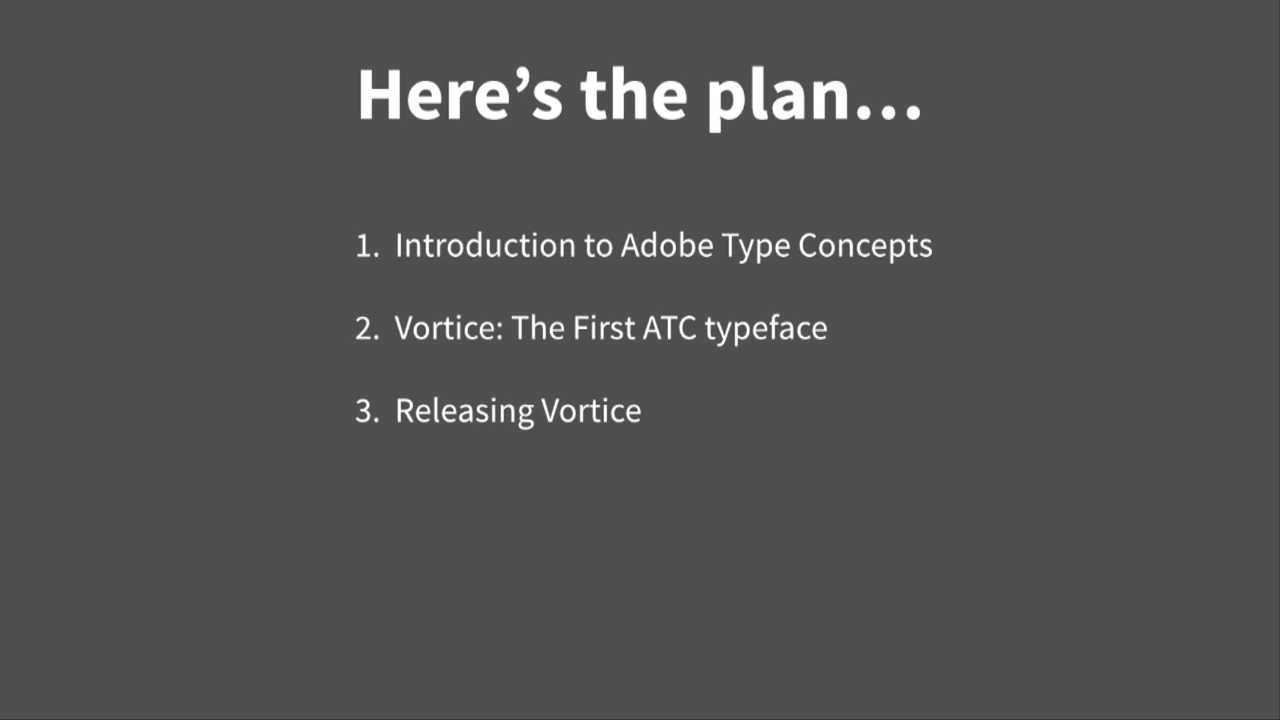 Here’s the plan…
1. Introduction to Adobe Type Concepts
2. Vortice: The First ATC typeface
3. Releasing Vortice